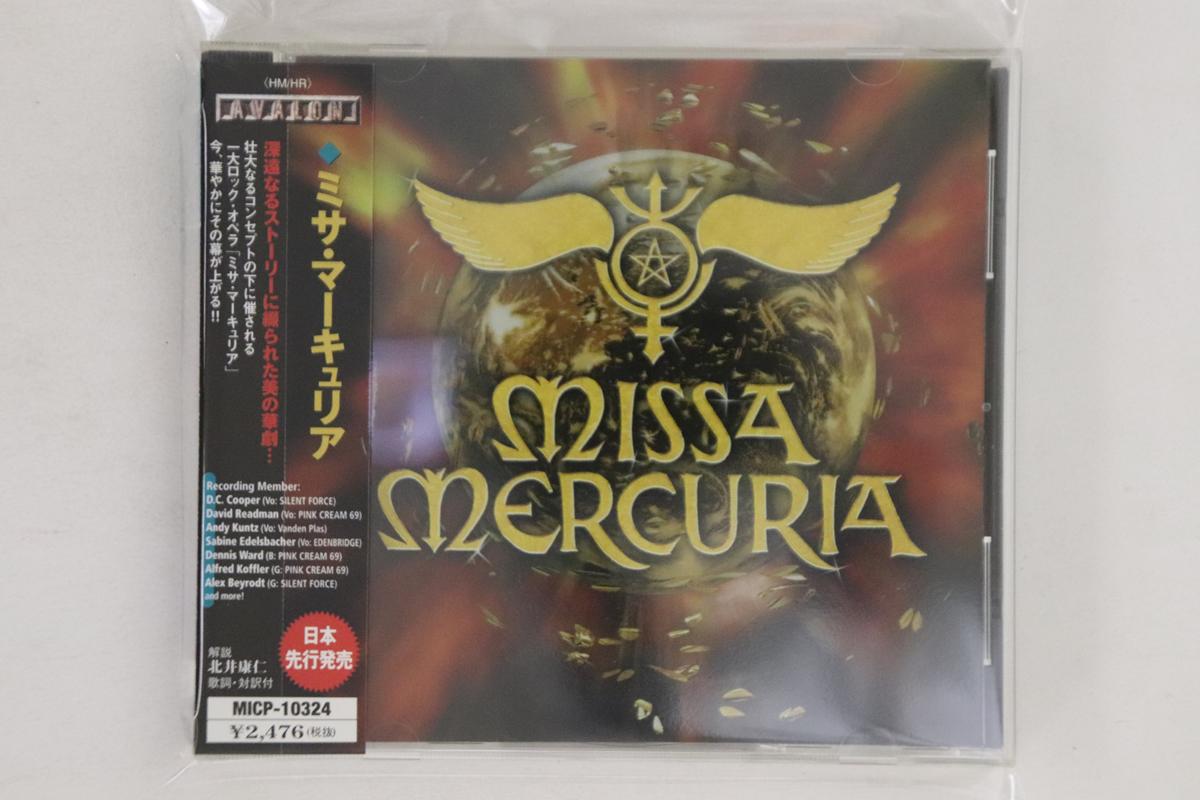 〈HM/HR〉
AVALON
ミサ・マーキュリア
深遠なるストーリーに綴られた美の華劇…
壮大なるコンセプトの下に催される
一大ロック・オペラ「ミサ・マーキュリア」
今、華やかにその幕が上がる!!
Recording Member:
D.C. Cooper (Vo: SILENT FORCE)
David Readman (Vo: PINK CREAM 69)
Andy Kuntz (Vo: Vanden Plas)
Sabine Edelsbacher (Vo: EDENBRIDGE)
Dennis Ward (B: PINK CREAM 69)
Alfred Koffler (G: PINK CREAM 69)
Alex Beyrodt (G: SILENT FORCE)
and more!
日本
先行発売
解説
北井康仁
歌詞・対訳付
MICP-10324
¥2,476(税抜)
MISSA
MERCURIA